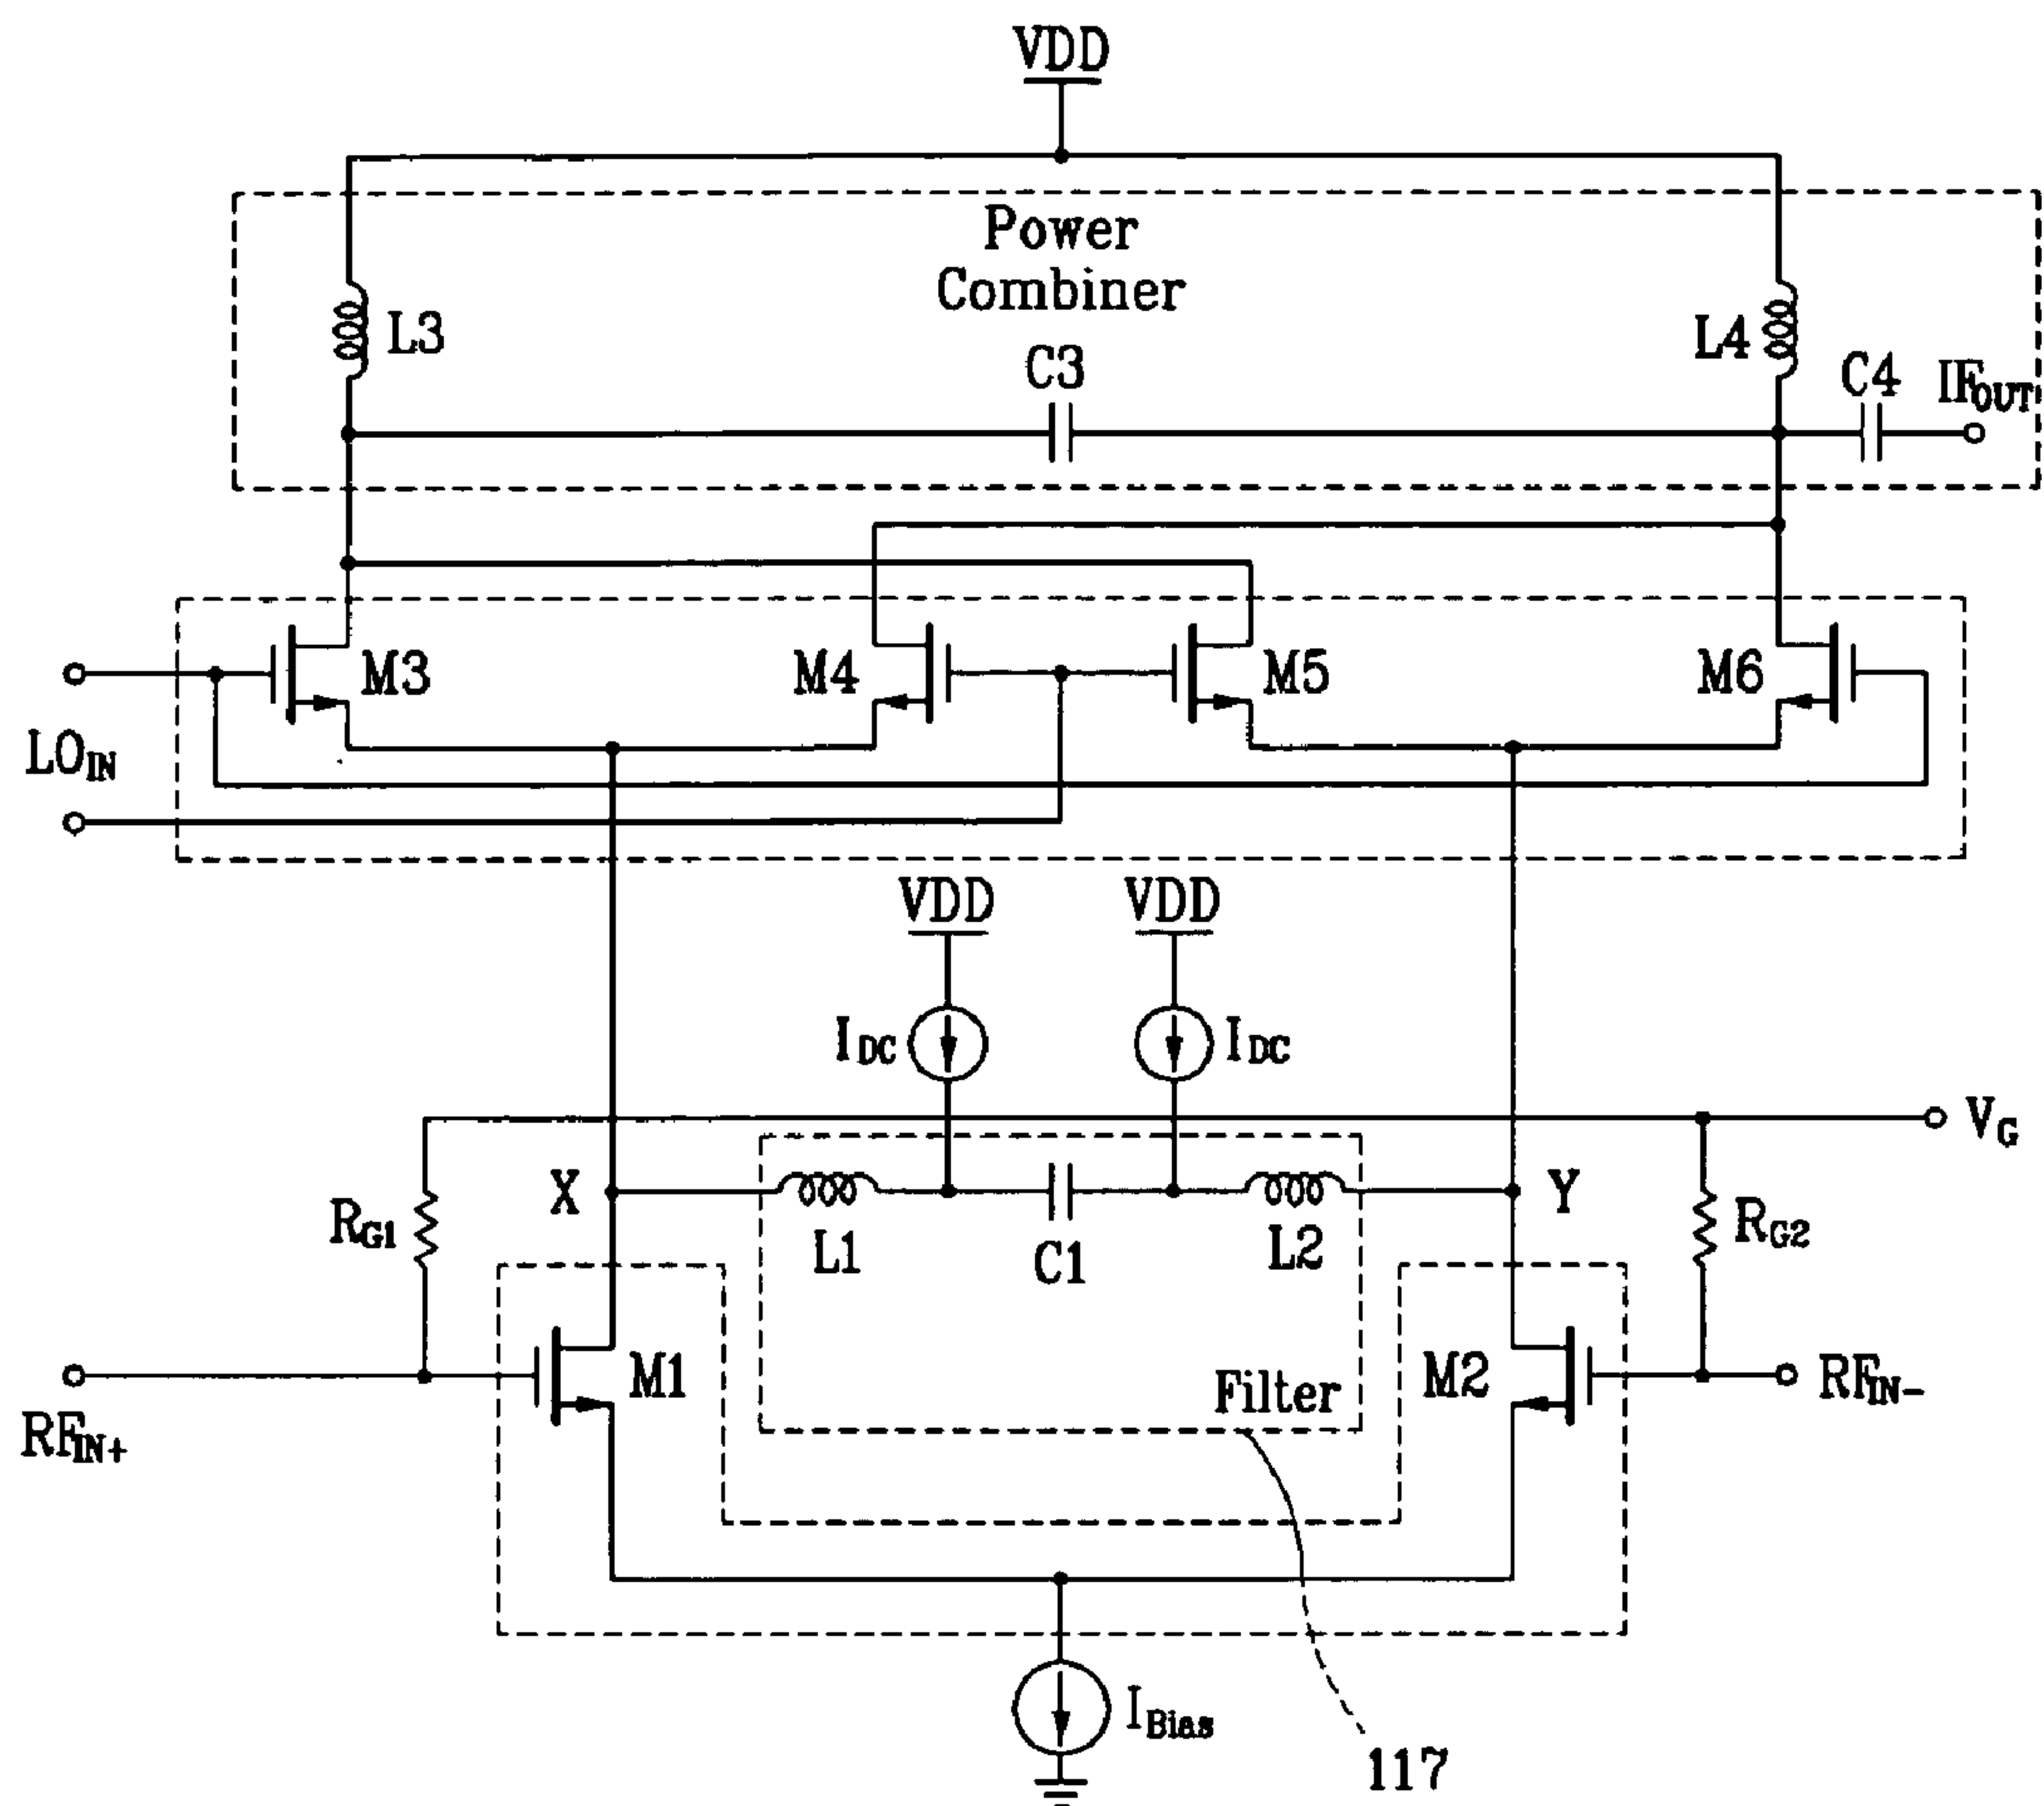 VDD
Power
Combiner
L3
L4
C3
C4
IFOUT
M3
M4
M5
M6
LOIN
VDD
VDD
IDC
IDC
VG
X
Y
RG1
RG2
L1
C1
L2
M1
M2
Filter
RFIN+
RFIN-
IBias
117